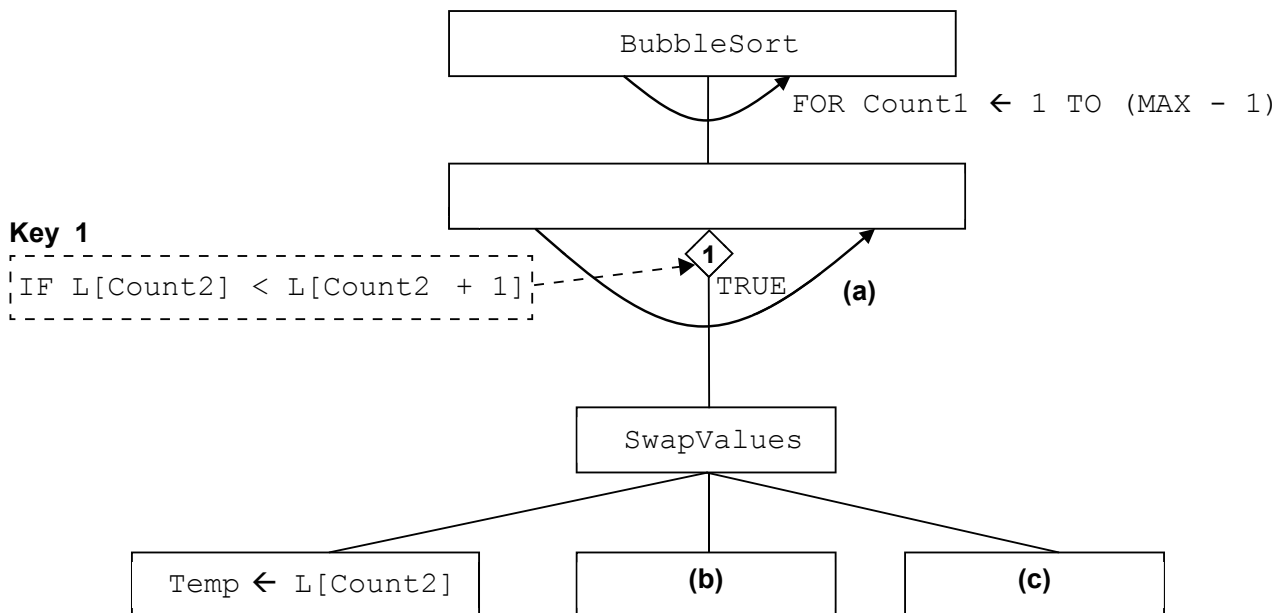 BubbleSort
FOR Count1 ← 1 TO (MAX - 1)
Key 1
IF L[Count2] < L[Count2 + 1]
1
TRUE
(a)
SwapValues
Temp ← L[Count2]
(b)
(c)